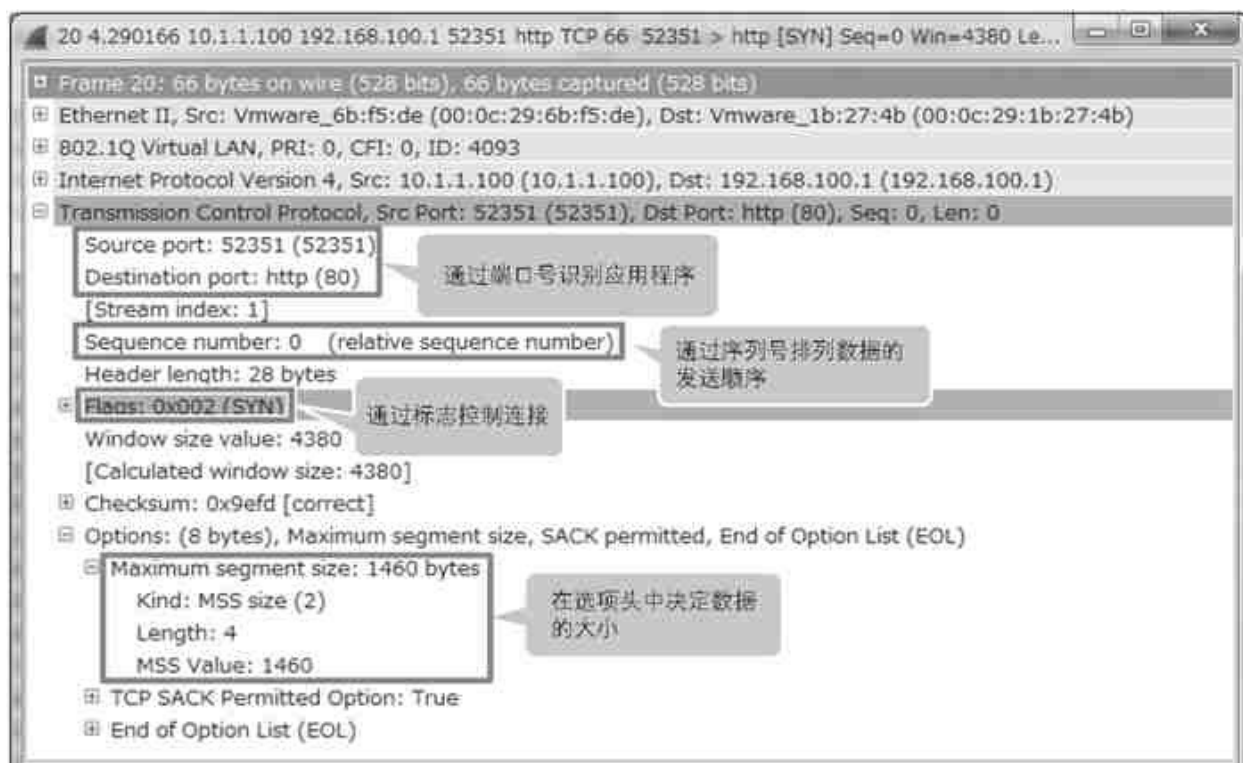 20 4.290166 10.1.1.100 192.168.100.1 52351 http TCP 66 52351 > http [SYN] Seq=0 Win=4380 Le...
Frame 20: 66 bytes on wire (528 bits), 66 bytes captured (528 bits)
Ethernet II, Src: Vmware_6b:f5:de (00:0c:29:6b:f5:de), Dst: Vmware_1b:27:4b (00:0c:29:1b:27:4b)
802.1Q Virtual LAN, PRI: 0, CFI: 0, ID: 4093
Internet Protocol Version 4, Src: 10.1.1.100 (10.1.1.100), Dst: 192.168.100.1 (192.168.100.1)
Transmission Control Protocol, Src Port: 52351 (52351), Dst Port: http (80), Seq: 0, Len: 0
Source port: 52351 (52351)
Destination port: http (80)
通过端口号识别应用程序
[Stream index: 1]
Sequence number: 0 (relative sequence number)
通过序列号排列数据的
发送顺序
Header length: 28 bytes
Flags: 0x002 (SYN)
通过标志控制连接
Window size value: 4380
[Calculated window size: 4380]
Checksum: 0x9efd [correct]
Options: (8 bytes), Maximum segment size, SACK permitted, End of Option List (EOL)
Maximum segment size: 1460 bytes
Kind: MSS size (2)
Length: 4
MSS Value: 1460
在选项头中决定数据
的大小
TCP SACK Permitted Option: True
End of Option List (EOL)